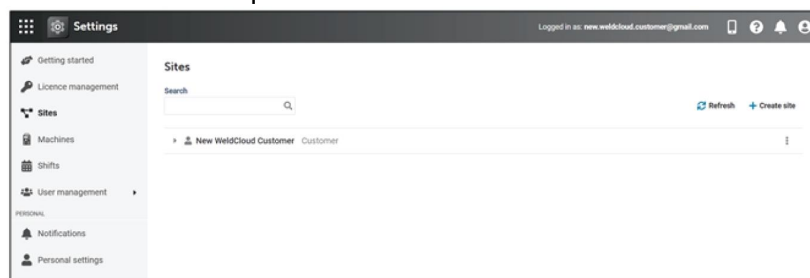 Settings
Logged in as: new.weldcloud.customer@gmail.com
Getting started
Licence management
Sites
Machines
Shifts
User management
PERSONAL
Notifications
Personal settings
Sites
Search
Refresh
Create site
New WeldCloud Customer Customer